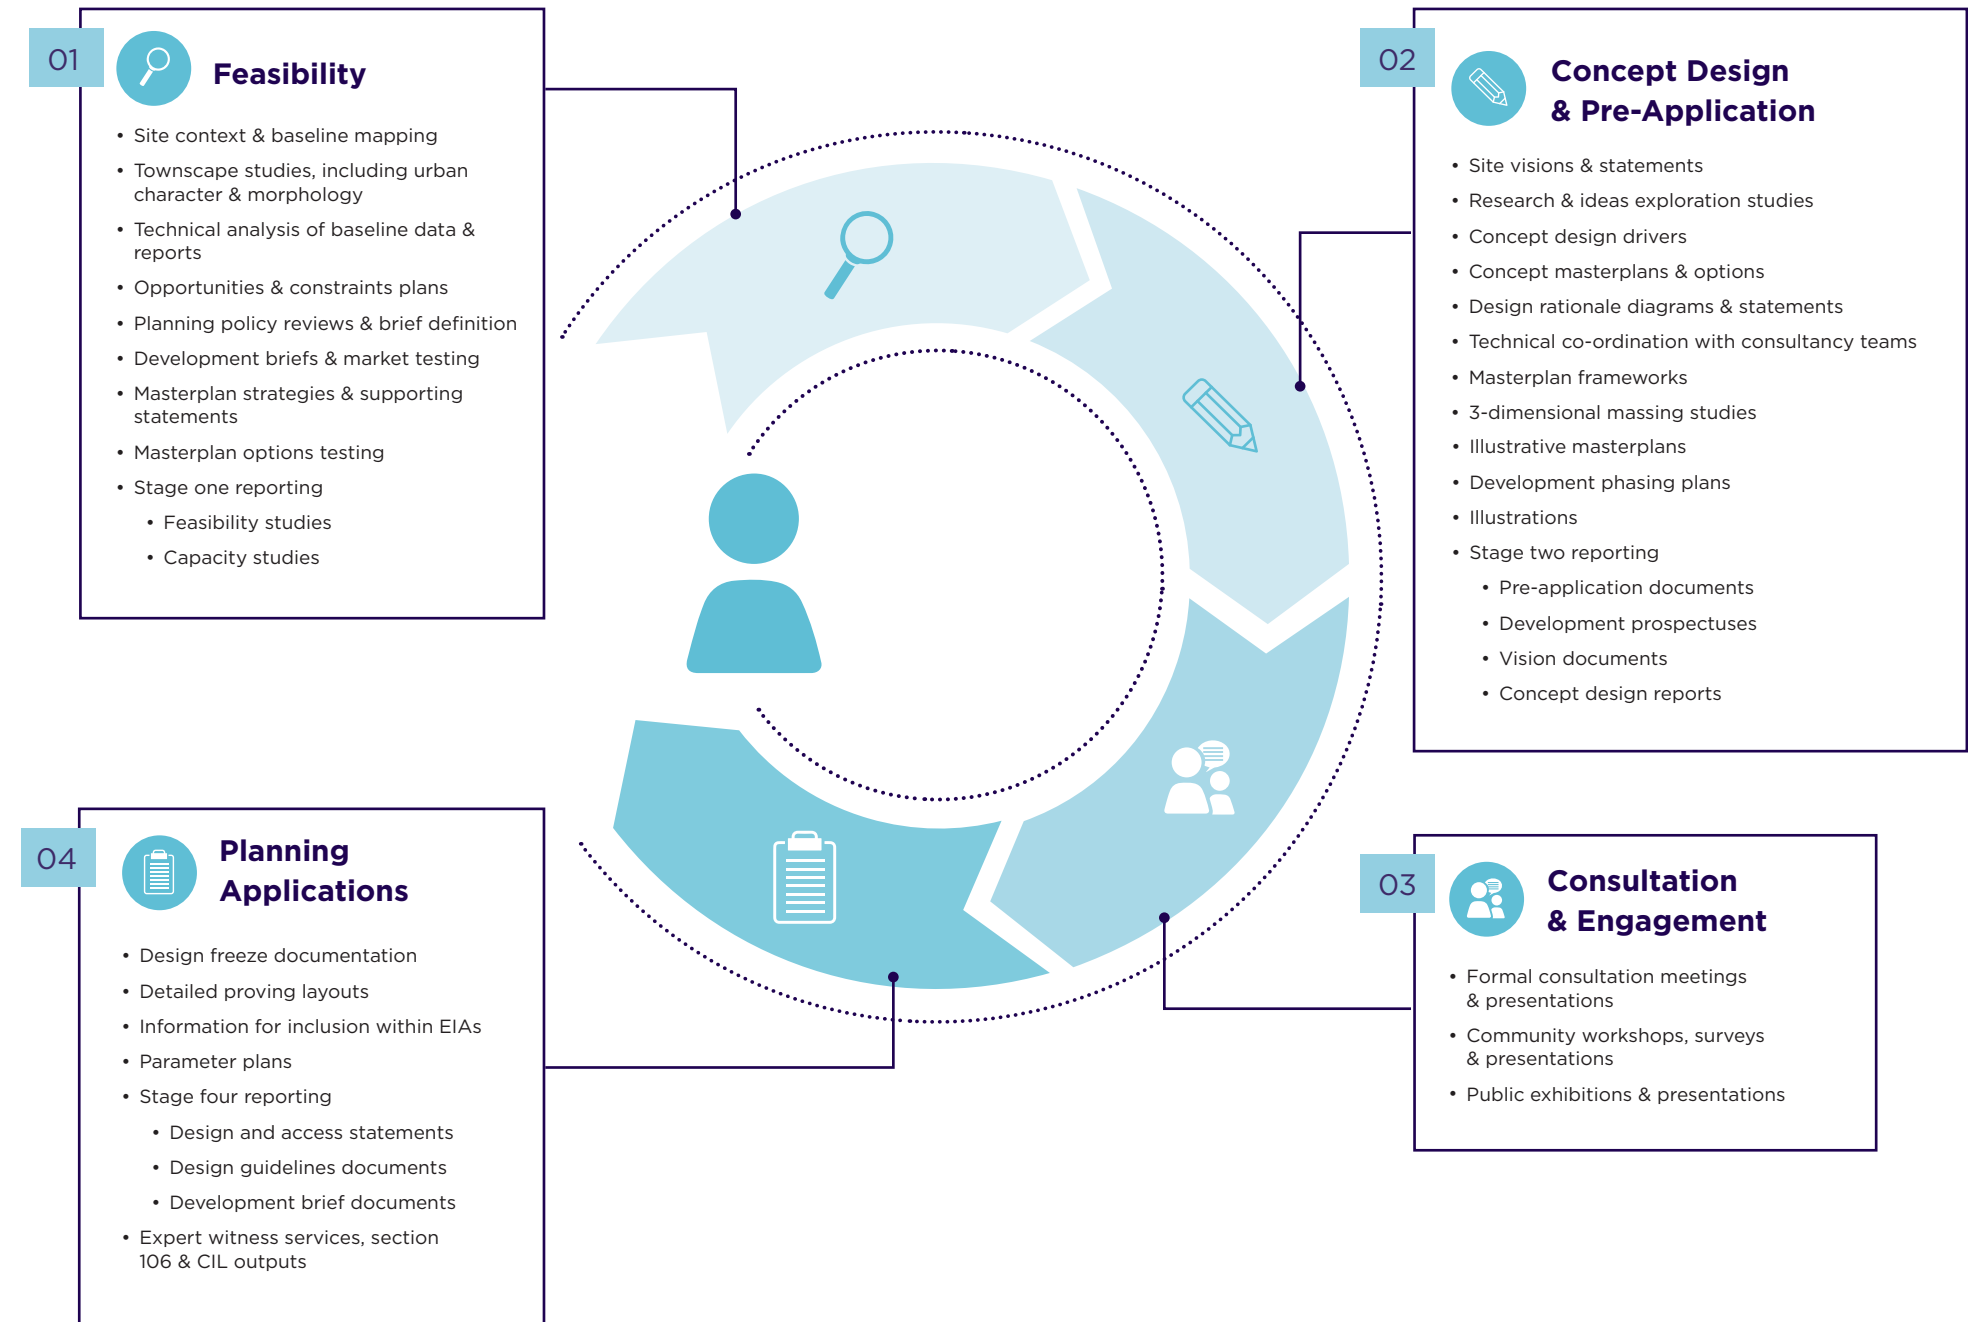 01
Feasibility
• Site context & baseline mapping
• Townscape studies, including urban
character & morphology
• Technical analysis of baseline data &
reports
• Opportunities & constraints plans
• Planning policy reviews & brief definition
• Development briefs & market testing
• Masterplan strategies & supporting
statements
• Masterplan options testing
• Stage one reporting
• Feasibility studies
• Capacity studies
02
Concept Design
& Pre-Application
• Site visions & statements
• Research & ideas exploration studies
• Concept design drivers
• Concept masterplans & options
• Design rationale diagrams & statements
• Technical co-ordination with consultancy teams
• Masterplan frameworks
• 3-dimensional massing studies
• Illustrative masterplans
• Development phasing plans
• Illustrations
• Stage two reporting
• Pre-application documents
• Development prospectuses
• Vision documents
• Concept design reports
03
Consultation
& Engagement
• Formal consultation meetings
& presentations
• Community workshops, surveys
& presentations
• Public exhibitions & presentations
04
Planning
Applications
• Design freeze documentation
• Detailed proving layouts
• Information for inclusion within EIAs
• Parameter plans
• Stage four reporting
• Design and access statements
• Design guidelines documents
• Development brief documents
• Expert witness services, section
106 & CIL outputs